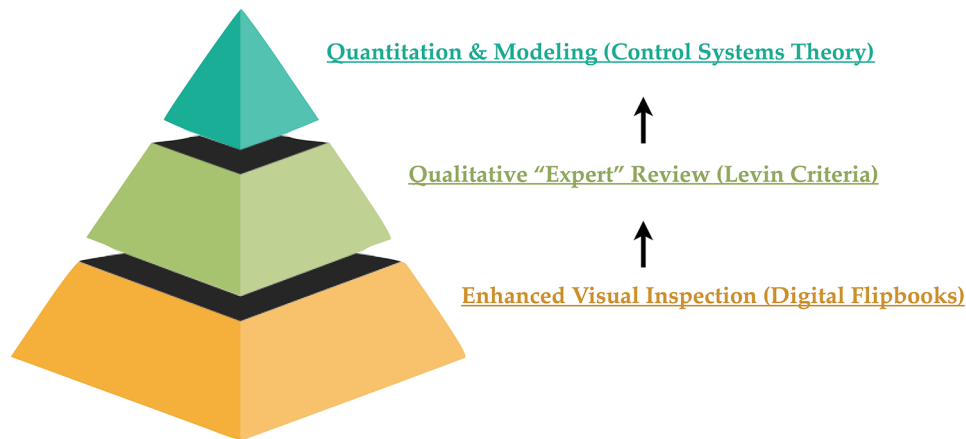 Quantitation & Modeling (Control Systems Theory)
Qualitative “Expert” Review (Levin Criteria)
Enhanced Visual Inspection (Digital Flipbooks)